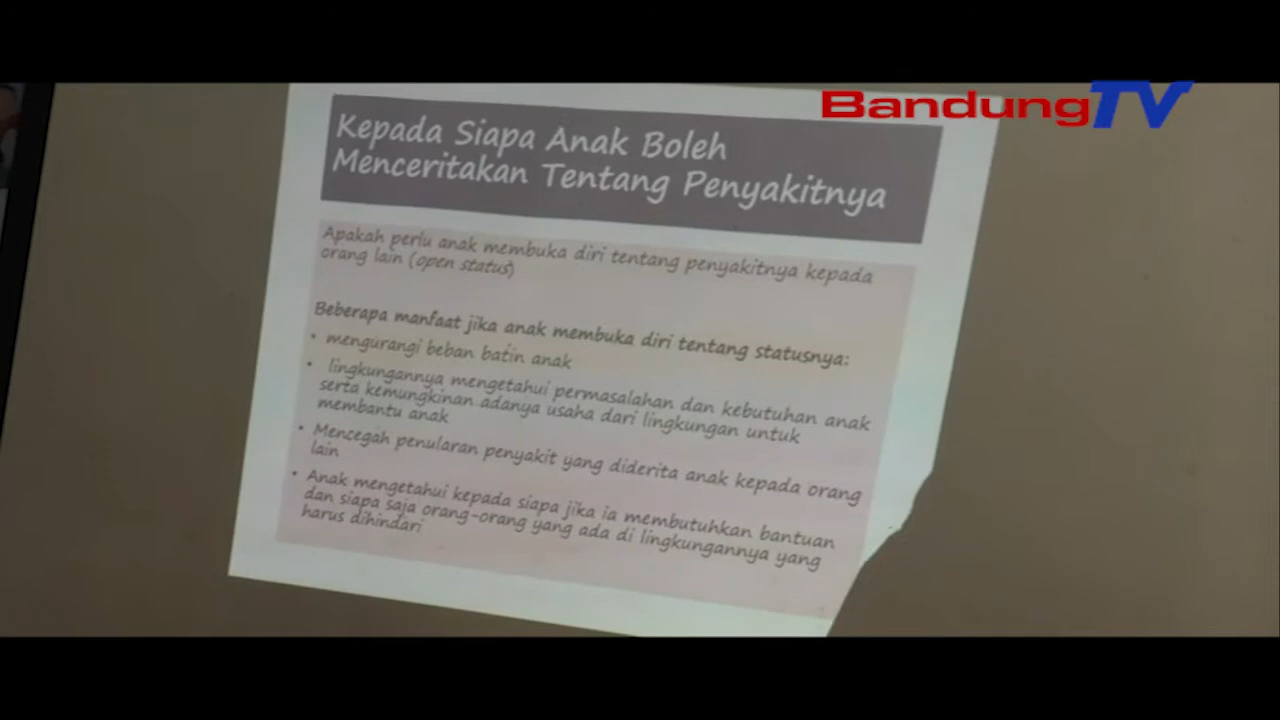 BandungTV
Kepada Siapa Anak Boleh
Menceritakan Tentang Penyakitnya
Apakah perlu anak membuka diri tentang penyakitnya kepada
orang lain (open status)
Beberapa manfaat jika anak membuka diri tentang statusnya:
• mengurangi beban batin anak
• lingkungannya mengetahui permasalahan dan kebutuhan anak
serta kemungkinan adanya usaha dari lingkungan untuk
membantu anak
• Mencegah penularan penyakit yang diderita anak kepada orang
lain
• Anak mengetahui kepada siapa jika ia membutuhkan bantuan
dan siapa saja orang-orang yang ada di lingkungannya yang
harus dihindari